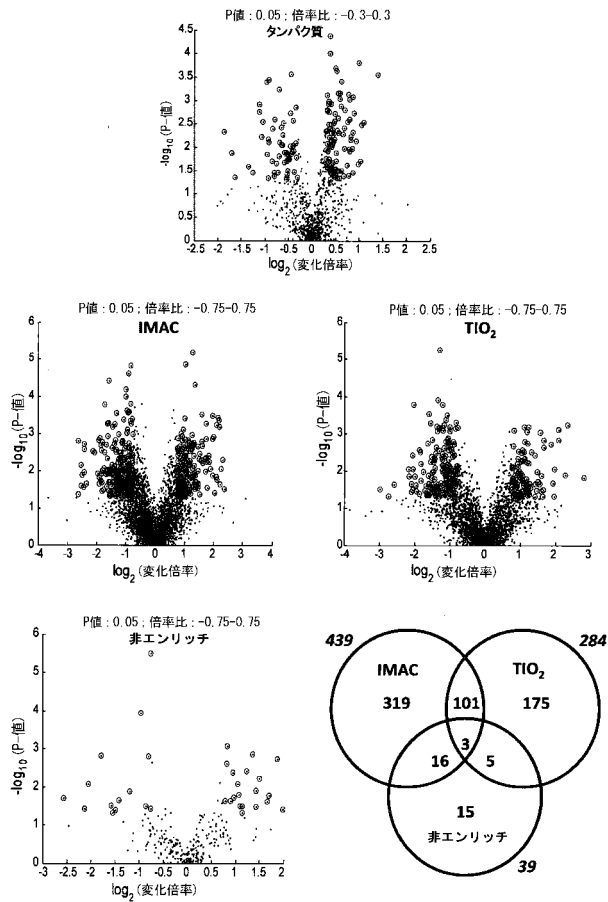 P値 : 0.05 ; 倍率比 : -0.3-0.3
タンパク質
4.5
4
3.5
3
2.5
2
1.5
1
0.5
0
-log10 (P-値)
-2.5 -2 -1.5 -1 -0.5 0 0.5 1 1.5 2 2.5
log2 (変化倍率)
P値 : 0.05 ; 倍率比 : -0.75-0.75
IMAC
6
5
4
3
2
1
0
-log10 (P-値)
-4 -3 -2 -1 0 1 2 3 4
log2 (変化倍率)
P値 : 0.05 ; 倍率比 : -0.75-0.75
TIO2
6
5
4
3
2
1
0
-log10 (P-値)
-4 -3 -2 -1 0 1 2 3
log2 (変化倍率)
P値 : 0.05 ; 倍率比 : -0.75-0.75
非エンリッチ
6
5
4
3
2
1
0
-log10 (P-値)
-3 -2.5 -2 -1.5 -1 -0.5 0 0.5 1 1.5 2
log2 (変化倍率)
439 284
IMAC TIO2
319 101 175
3
16 5
15
非エンリッチ
39